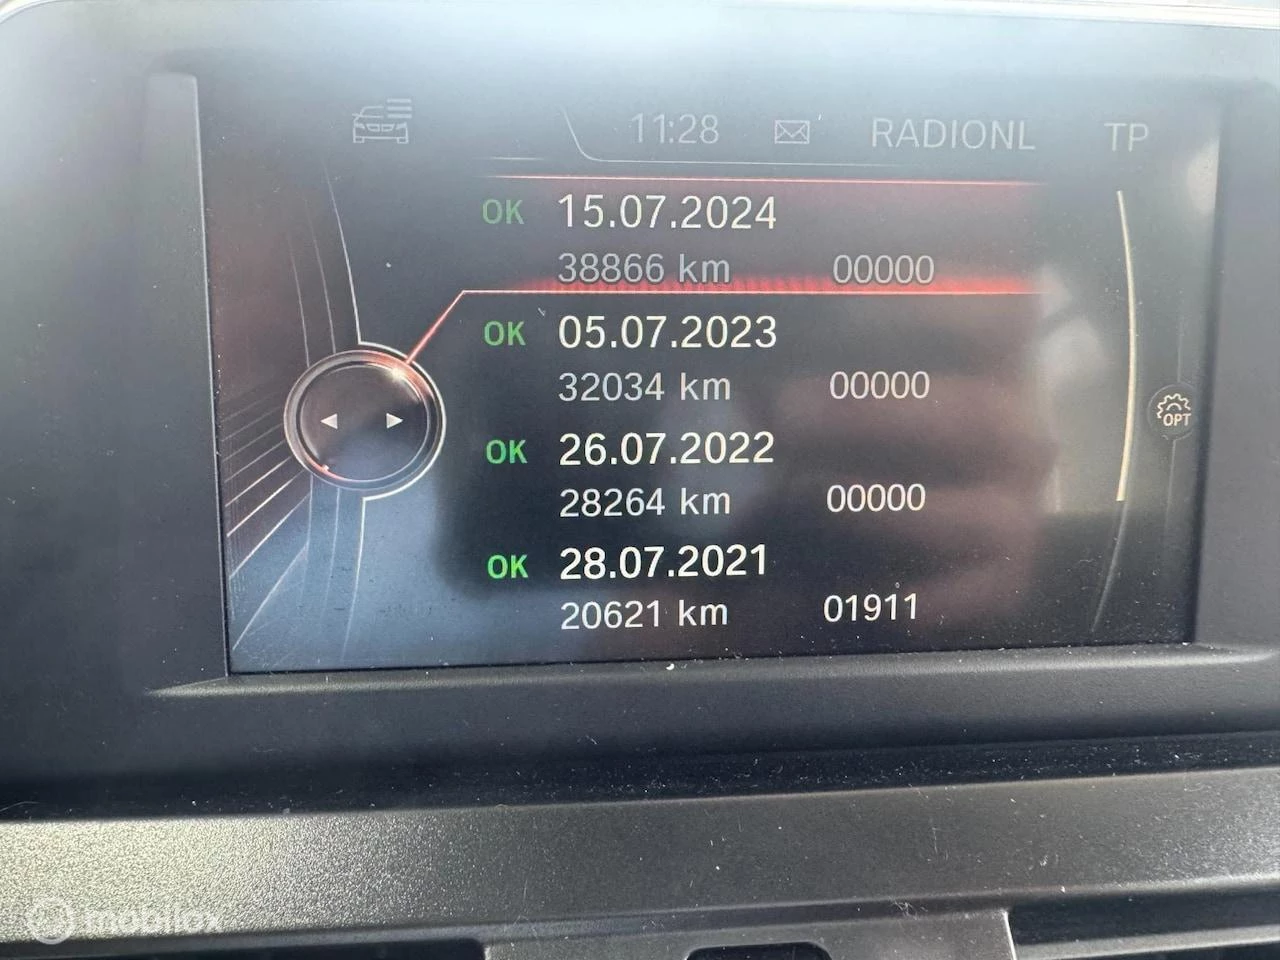 11:28 RADIONL TP
OK 15.07.2024
38866 km 00000
OK 05.07.2023
32034 km 00000
OPT
OK 26.07.2022
28264 km 00000
OK 28.07.2021
20621 km 01911
mobilox